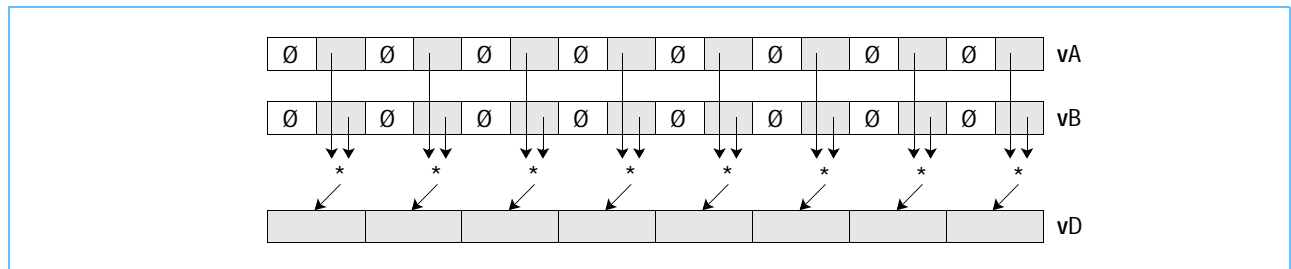 Ø Ø Ø Ø Ø Ø Ø Ø vA
Ø Ø Ø Ø Ø Ø Ø Ø vB
* * * * * * * *
vD